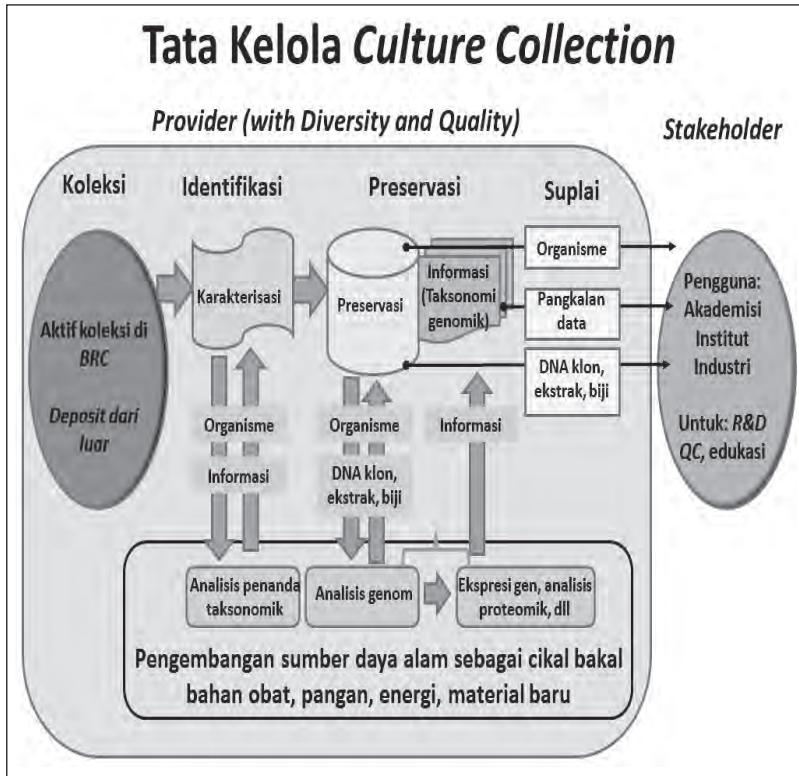 Tata Kelola Culture Collection
Provider (with Diversity and Quality)
Stakeholder
Koleksi
Identifikasi
Preservasi
Suplai
Aktif koleksi di
BRC
Deposit dari
luar
Karakterisasi
Preservasi
Informasi
(Taksonomi
genomik)
Organisme
Pangkalan
data
DNA klon,
ekstrak, biji
Pengguna:
Akademisi
Institut
Industri
Untuk: R&D
QC, edukasi
Organisme
Informasi
Organisme
DNA klon,
ekstrak, biji
Informasi
Analisis penanda
taksonomik
Analisis genom
Ekspresi gen, analisis
proteomik, dll
Pengembangan sumber daya alam sebagai cikal bakal
bahan obat, pangan, energi, material baru